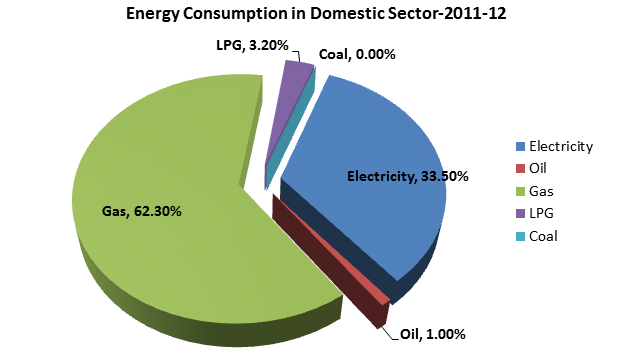 Energy Consumption in Domestic Sector-2011-12
LPG, 3.20%
Coal, 0.00%
Electricity, 33.50%
Gas, 62.30%
Oil, 1.00%
Electricity
Oil
Gas
LPG
Coal